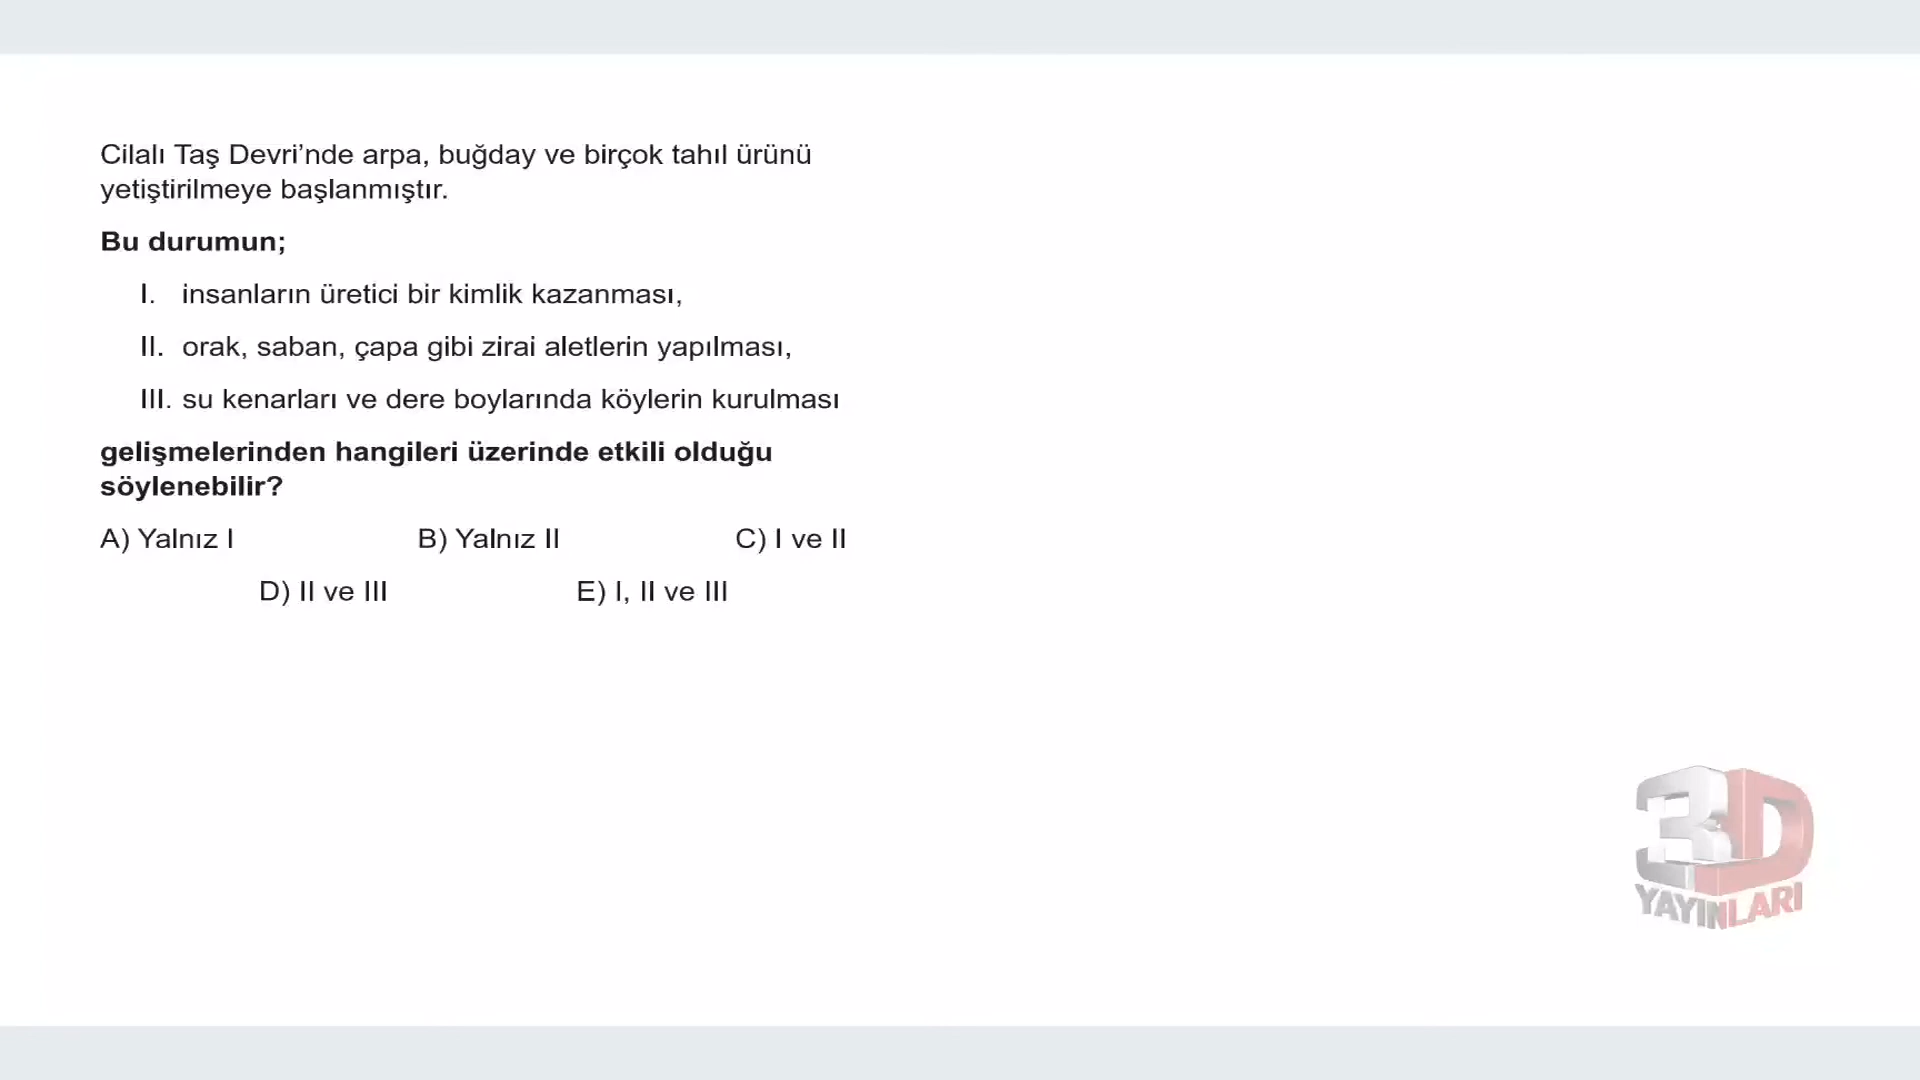 Cilalı Taş Devri’nde arpa, buğday ve birçok tahıl ürünü
yetiştirilmeye başlanmıştır.
Bu durumun;
I. insanların üretici bir kimlik kazanması,
II. orak, saban, çapa gibi zirai aletlerin yapılması,
III. su kenarları ve dere boylarında köylerin kurulması
gelişmelerinden hangileri üzerinde etkili olduğu
söylenebilir?
A) Yalnız I B) Yalnız II C) I ve II
D) II ve III E) I, II ve III
3D
YAYINLARI